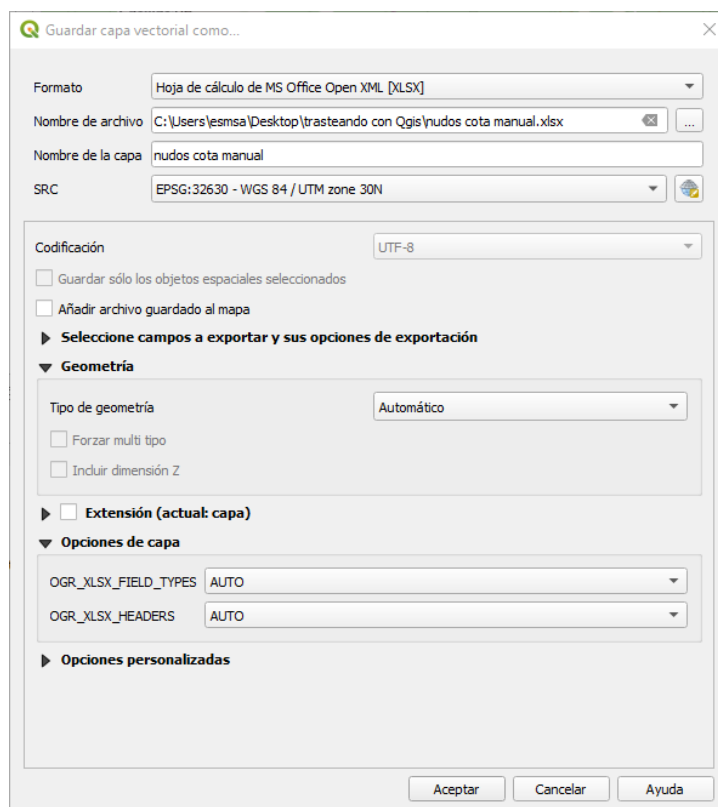 Guardar capa vectorial como...
Formato Hoja de cálculo de MS Office Open XML [XLSX]
Nombre de archivo C:\Users\esmsa\Desktop\trasteando con Qgis\nudos cota manual.xlsx ...
Nombre de la capa nudos cota manual
SRC EPSG:32630 - WGS 84 / UTM zone 30N
Codificación UTF-8
Guardar sólo los objetos espaciales seleccionados
Añadir archivo guardado al mapa
Seleccione campos a exportar y sus opciones de exportación
Geometría
Tipo de geometría Automático
Forzar multi tipo
Incluir dimensión Z
Extensión (actual: capa)
Opciones de capa
OGR_XLSX_FIELD_TYPES AUTO
OGR_XLSX_HEADERS AUTO
Opciones personalizadas
Aceptar Cancelar Ayuda